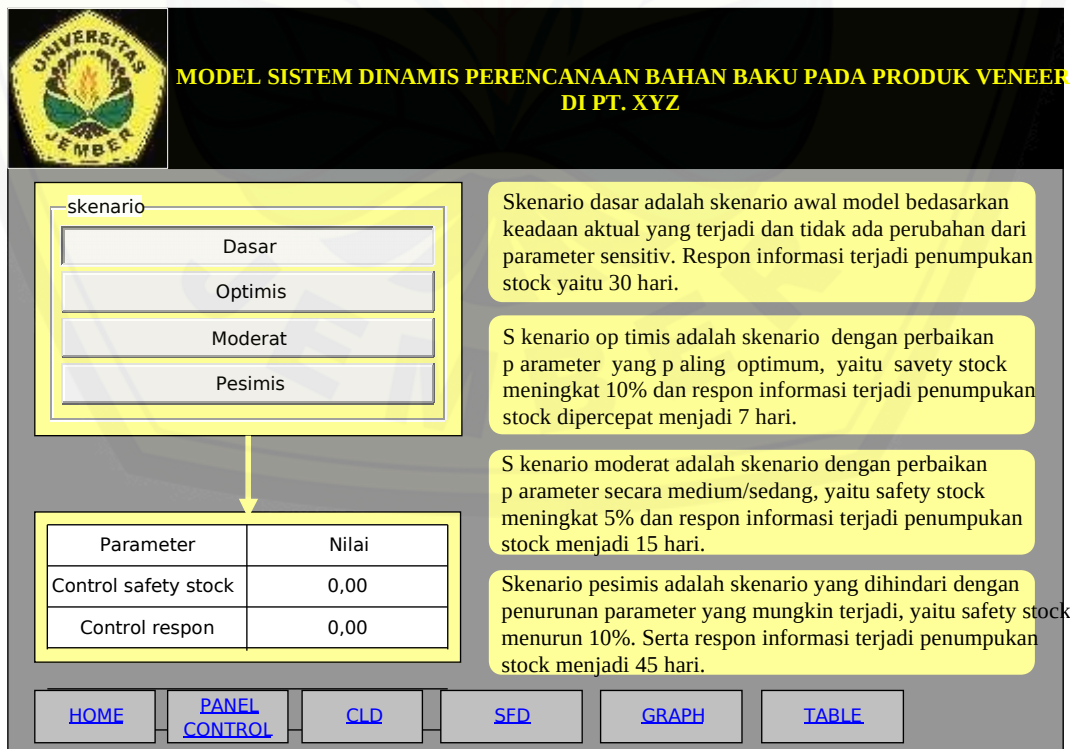 UNIVERSITAS
JEMBER
MODEL SISTEM DINAMIS PERENCANAAN BAHAN BAKU PADA PRODUK VENEER
DI PT. XYZ
skenario
Dasar
Optimis
Moderat
Pesimis
Parameter Nilai
Control safety stock 0,00
Control respon 0,00
Skenario dasar adalah skenario awal model bedasarkan
keadaan aktual yang terjadi dan tidak ada perubahan dari
parameter sensitiv. Respon informasi terjadi penumpukan
stock yaitu 30 hari.
S kenario op timis adalah skenario dengan perbaikan
p arameter yang p aling optimum, yaitu savety stock
meningkat 10% dan respon informasi terjadi penumpukan
stock dipercepat menjadi 7 hari.
S kenario moderat adalah skenario dengan perbaikan
p arameter secara medium/sedang, yaitu safety stock
meningkat 5% dan respon informasi terjadi penumpukan
stock menjadi 15 hari.
Skenario pesimis adalah skenario yang dihindari dengan
penurunan parameter yang mungkin terjadi, yaitu safety stock
menurun 10%. Serta respon informasi terjadi penumpukan
stock menjadi 45 hari.
HOME
PANEL
CONTROL
CLD
SFD
GRAPH
TABLE